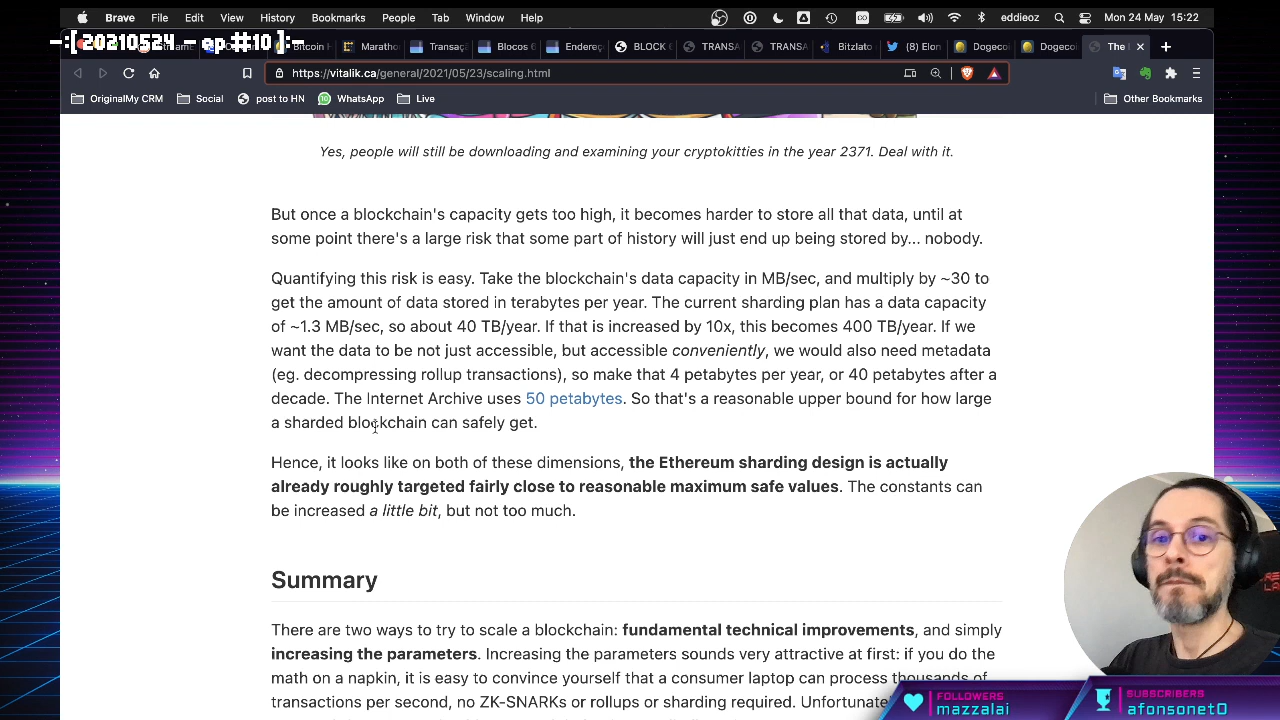 Brave File Edit View History Bookmarks People Tab Window Help eddieoz Mon 24 May 15:22
-:[ 20210524 - ep #10 ]:-
Bitcoin H Marathon Transaç Blocos 6 Endereç BLOCK 6 TRANSA TRANSA Bitzlato (8) Elon Dogeco Dogeco The l
https://vitalik.ca/general/2021/05/23/scaling.html
OriginalMy CRM Social post to HN WhatsApp Live Other Bookmarks
Yes, people will still be downloading and examining your cryptokitties in the year 2371. Deal with it.
But once a blockchain's capacity gets too high, it becomes harder to store all that data, until at
some point there's a large risk that some part of history will just end up being stored by... nobody.
Quantifying this risk is easy. Take the blockchain's data capacity in MB/sec, and multiply by ~30 to
get the amount of data stored in terabytes per year. The current sharding plan has a data capacity
of ~1.3 MB/sec, so about 40 TB/year. If that is increased by 10x, this becomes 400 TB/year. If we
want the data to be not just accessible, but accessible conveniently, we would also need metadata
(eg. decompressing rollup transactions), so make that 4 petabytes per year, or 40 petabytes after a
decade. The Internet Archive uses 50 petabytes. So that's a reasonable upper bound for how large
a sharded blockchain can safely get.
Hence, it looks like on both of these dimensions, the Ethereum sharding design is actually
already roughly targeted fairly close to reasonable maximum safe values. The constants can
be increased a little bit, but not too much.
Summary
There are two ways to try to scale a blockchain: fundamental technical improvements, and simply
increasing the parameters. Increasing the parameters sounds very attractive at first: if you do the
math on a napkin, it is easy to convince yourself that a consumer laptop can process thousands of
transactions per second, no ZK-SNARKs or rollups or sharding required. Unfortunate
FOLLOWERS
mazzalai
SUBSCRIBERS
afonsonet0